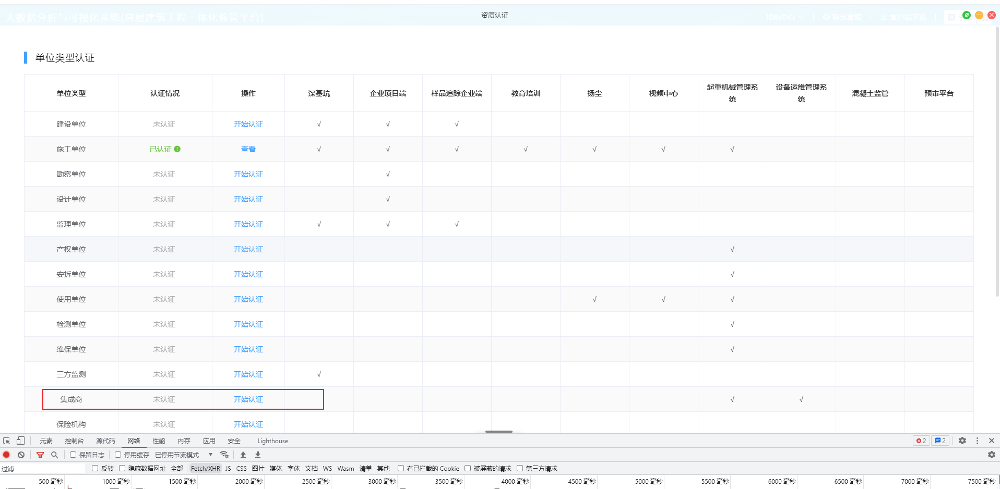 大数据分析与可视化系统(房屋建筑工程一体化监管平台)
资质认证
帮助中心 联系客服 客户端下载
单位类型认证
单位类型 认证情况 操作 深基坑 企业项目端 样品追踪企业端 教育培训 扬尘 视频中心 起重机械管理系统 设备运维管理系统 混凝土监管 预审平台
建设单位 未认证 开始认证 √ √ √
施工单位 已认证 查看 √ √ √ √ √ √ √
勘察单位 未认证 开始认证 √
设计单位 未认证 开始认证 √
监理单位 未认证 开始认证 √ √ √
产权单位 未认证 开始认证 √
安拆单位 未认证 开始认证 √
使用单位 未认证 开始认证 √ √ √
检测单位 未认证 开始认证 √
维保单位 未认证 开始认证 √
三方监测 未认证 开始认证 √
集成商 未认证 开始认证 √ √
保险机构 未认证 开始认证
元素 控制台 源代码 网络 性能 内存 应用 安全 Lighthouse 2 2
保留日志 停用缓存 已停用节流模式
过滤 反转 隐藏数据网址 全部 Fetch/XHR JS CSS 图片 媒体 字体 文档 WS Wasm 清单 其他 有已拦截的 Cookie 被屏蔽的请求 第三方请求
500 毫秒 1000 毫秒 1500 毫秒 2000 毫秒 2500 毫秒 3000 毫秒 3500 毫秒 4000 毫秒 4500 毫秒 5000 毫秒 5500 毫秒 6000 毫秒 6500 毫秒 7000 毫秒 7500 毫秒